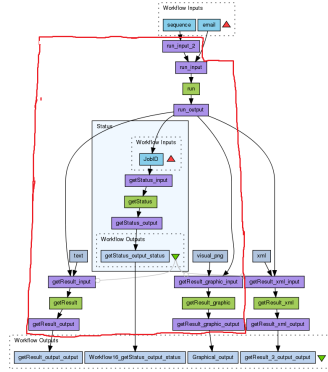 Workflow Inputs
sequence
email
run_input_2
run_input
run
run_output
Status
Workflow Inputs
JobID
getStatus_input
getStatus
getStatus_output
Workflow Outputs
text
getStatus_output_status
visual_png
xml
getResult_input
getResult_graphic_input
getResult_xml_input
getResult
getResult_graphic
getResult_xml
getResult_output
getResult_graphic_output
getResult_xml_output
Workflow Outputs
getResult_output_output
Workflow16_getStatus_output_status
Graphical_output
getResult_3_output_output